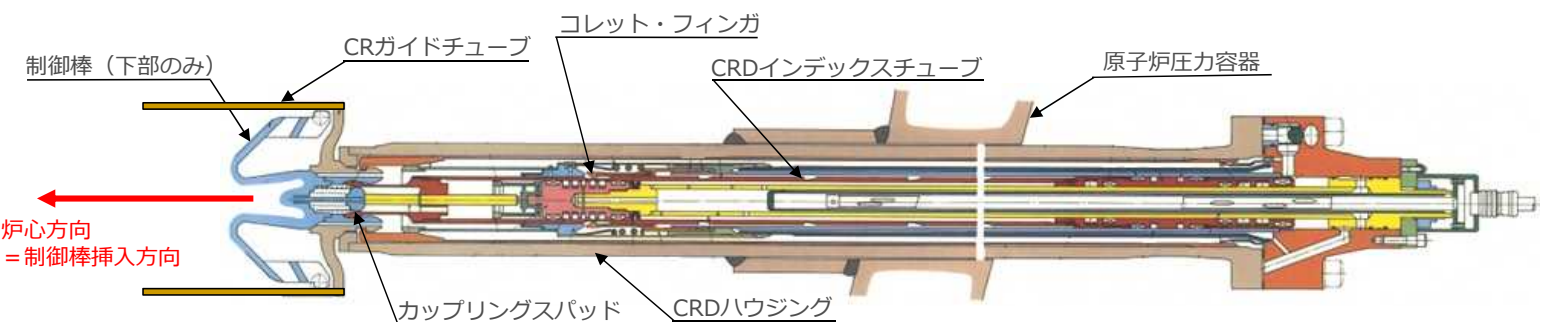 コレット・フィンガ
CRガイドチューブ
制御棒（下部のみ）
CRDインデックスチューブ
原子炉圧力容器
炉心方向
＝制御棒挿入方向
カップリングスパッド
CRDハウジング